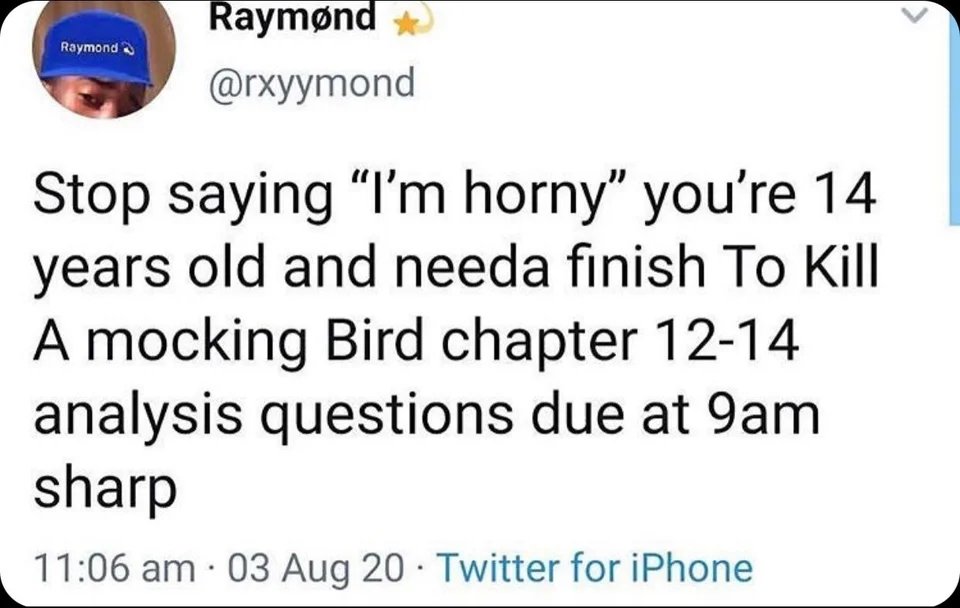 Raymond 💫
Raymønd 💫
@rxyymond
Stop saying “I’m horny” you’re 14
years old and needa finish To Kill
A mocking Bird chapter 12-14
analysis questions due at 9am
sharp
11:06 am · 03 Aug 20 · Twitter for iPhone